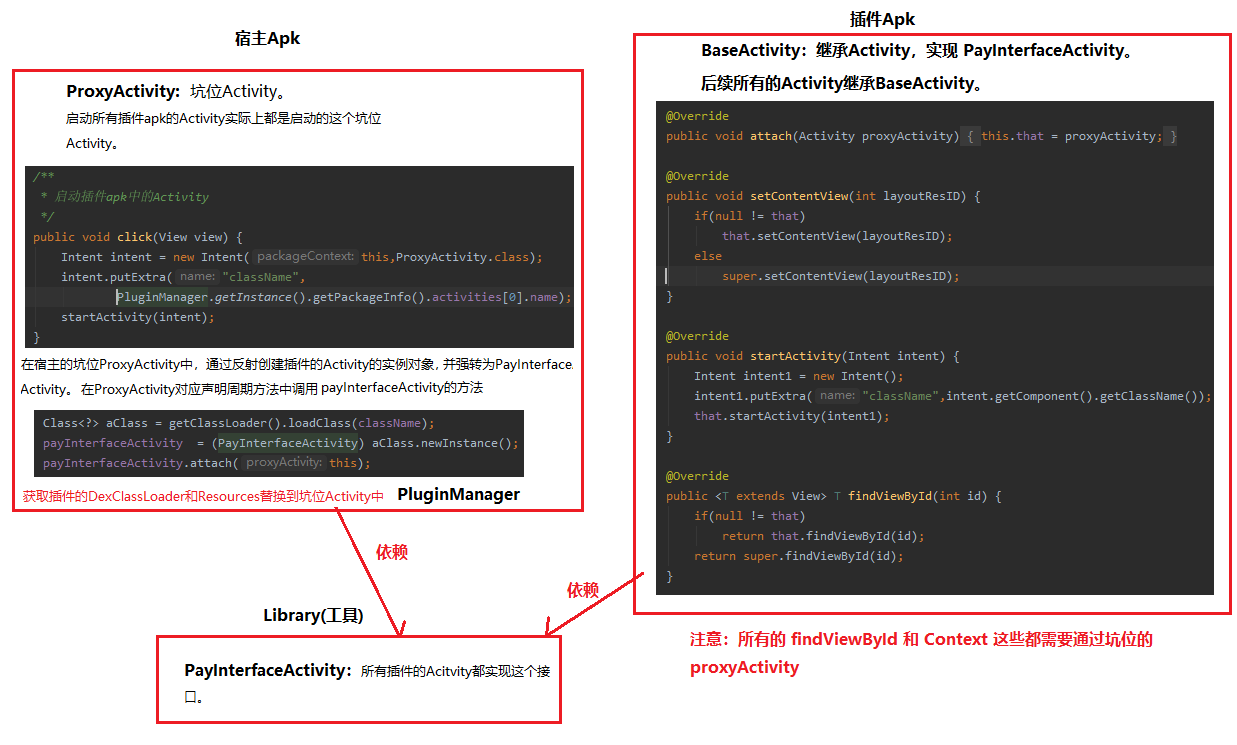 宿主Apk
ProxyActivity：坑位Activity。
启动所有插件apk的Activity实际上都是启动的这个坑位
Activity。
/**
 * 启动插件apk中的Activity
 */
public void click(View view) {
    Intent intent = new Intent( packageContext: this,ProxyActivity.class);
    intent.putExtra( name: "className",
            PluginManager.getInstance().getPackageInfo().activities[0].name);
    startActivity(intent);
}
在宿主的坑位ProxyActivity中，通过反射创建插件的Activity的实例对象，并强转为PayInterface
Activity。在ProxyActivity对应声明周期方法中调用 payInterfaceActivity的方法
Class<?> aClass = getClassLoader().loadClass(className);
payInterfaceActivity  = (PayInterfaceActivity) aClass.newInstance();
payInterfaceActivity.attach( proxyActivity: this);
获取插件的DexClassLoader和Resources替换到坑位Activity中 PluginManager
插件Apk
BaseActivity：继承Activity，实现 PayInterfaceActivity。
后续所有的Activity继承BaseActivity。
@Override
public void attach(Activity proxyActivity) { this.that = proxyActivity; }
@Override
public void setContentView(int layoutResID) {
    if(null != that)
        that.setContentView(layoutResID);
    else
        super.setContentView(layoutResID);
}
@Override
public void startActivity(Intent intent) {
    Intent intent1 = new Intent();
    intent1.putExtra( name: "className",intent.getComponent().getClassName());
    that.startActivity(intent1);
}
@Override
public <T extends View> T findViewById(int id) {
    if(null != that)
        return that.findViewById(id);
    return super.findViewById(id);
}
依赖
依赖
注意：所有的 findViewById 和 Context 这些都需要通过坑位的
proxyActivity
Library(工具)
PayInterfaceActivity：所有插件的Acitvity都实现这个接
口。